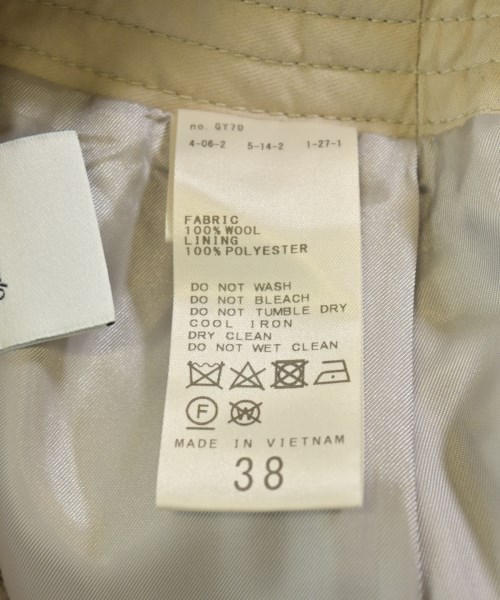 no. GY7D
4-06-2 5-14-2 1-27-1
FABRIC
100% WOOL
LINING
100% POLYESTER
DO NOT WASH
DO NOT BLEACH
DO NOT TUMBLE DRY
COOL IRON
DRY CLEAN
DO NOT WET CLEAN
F W
MADE IN VIETNAM
38